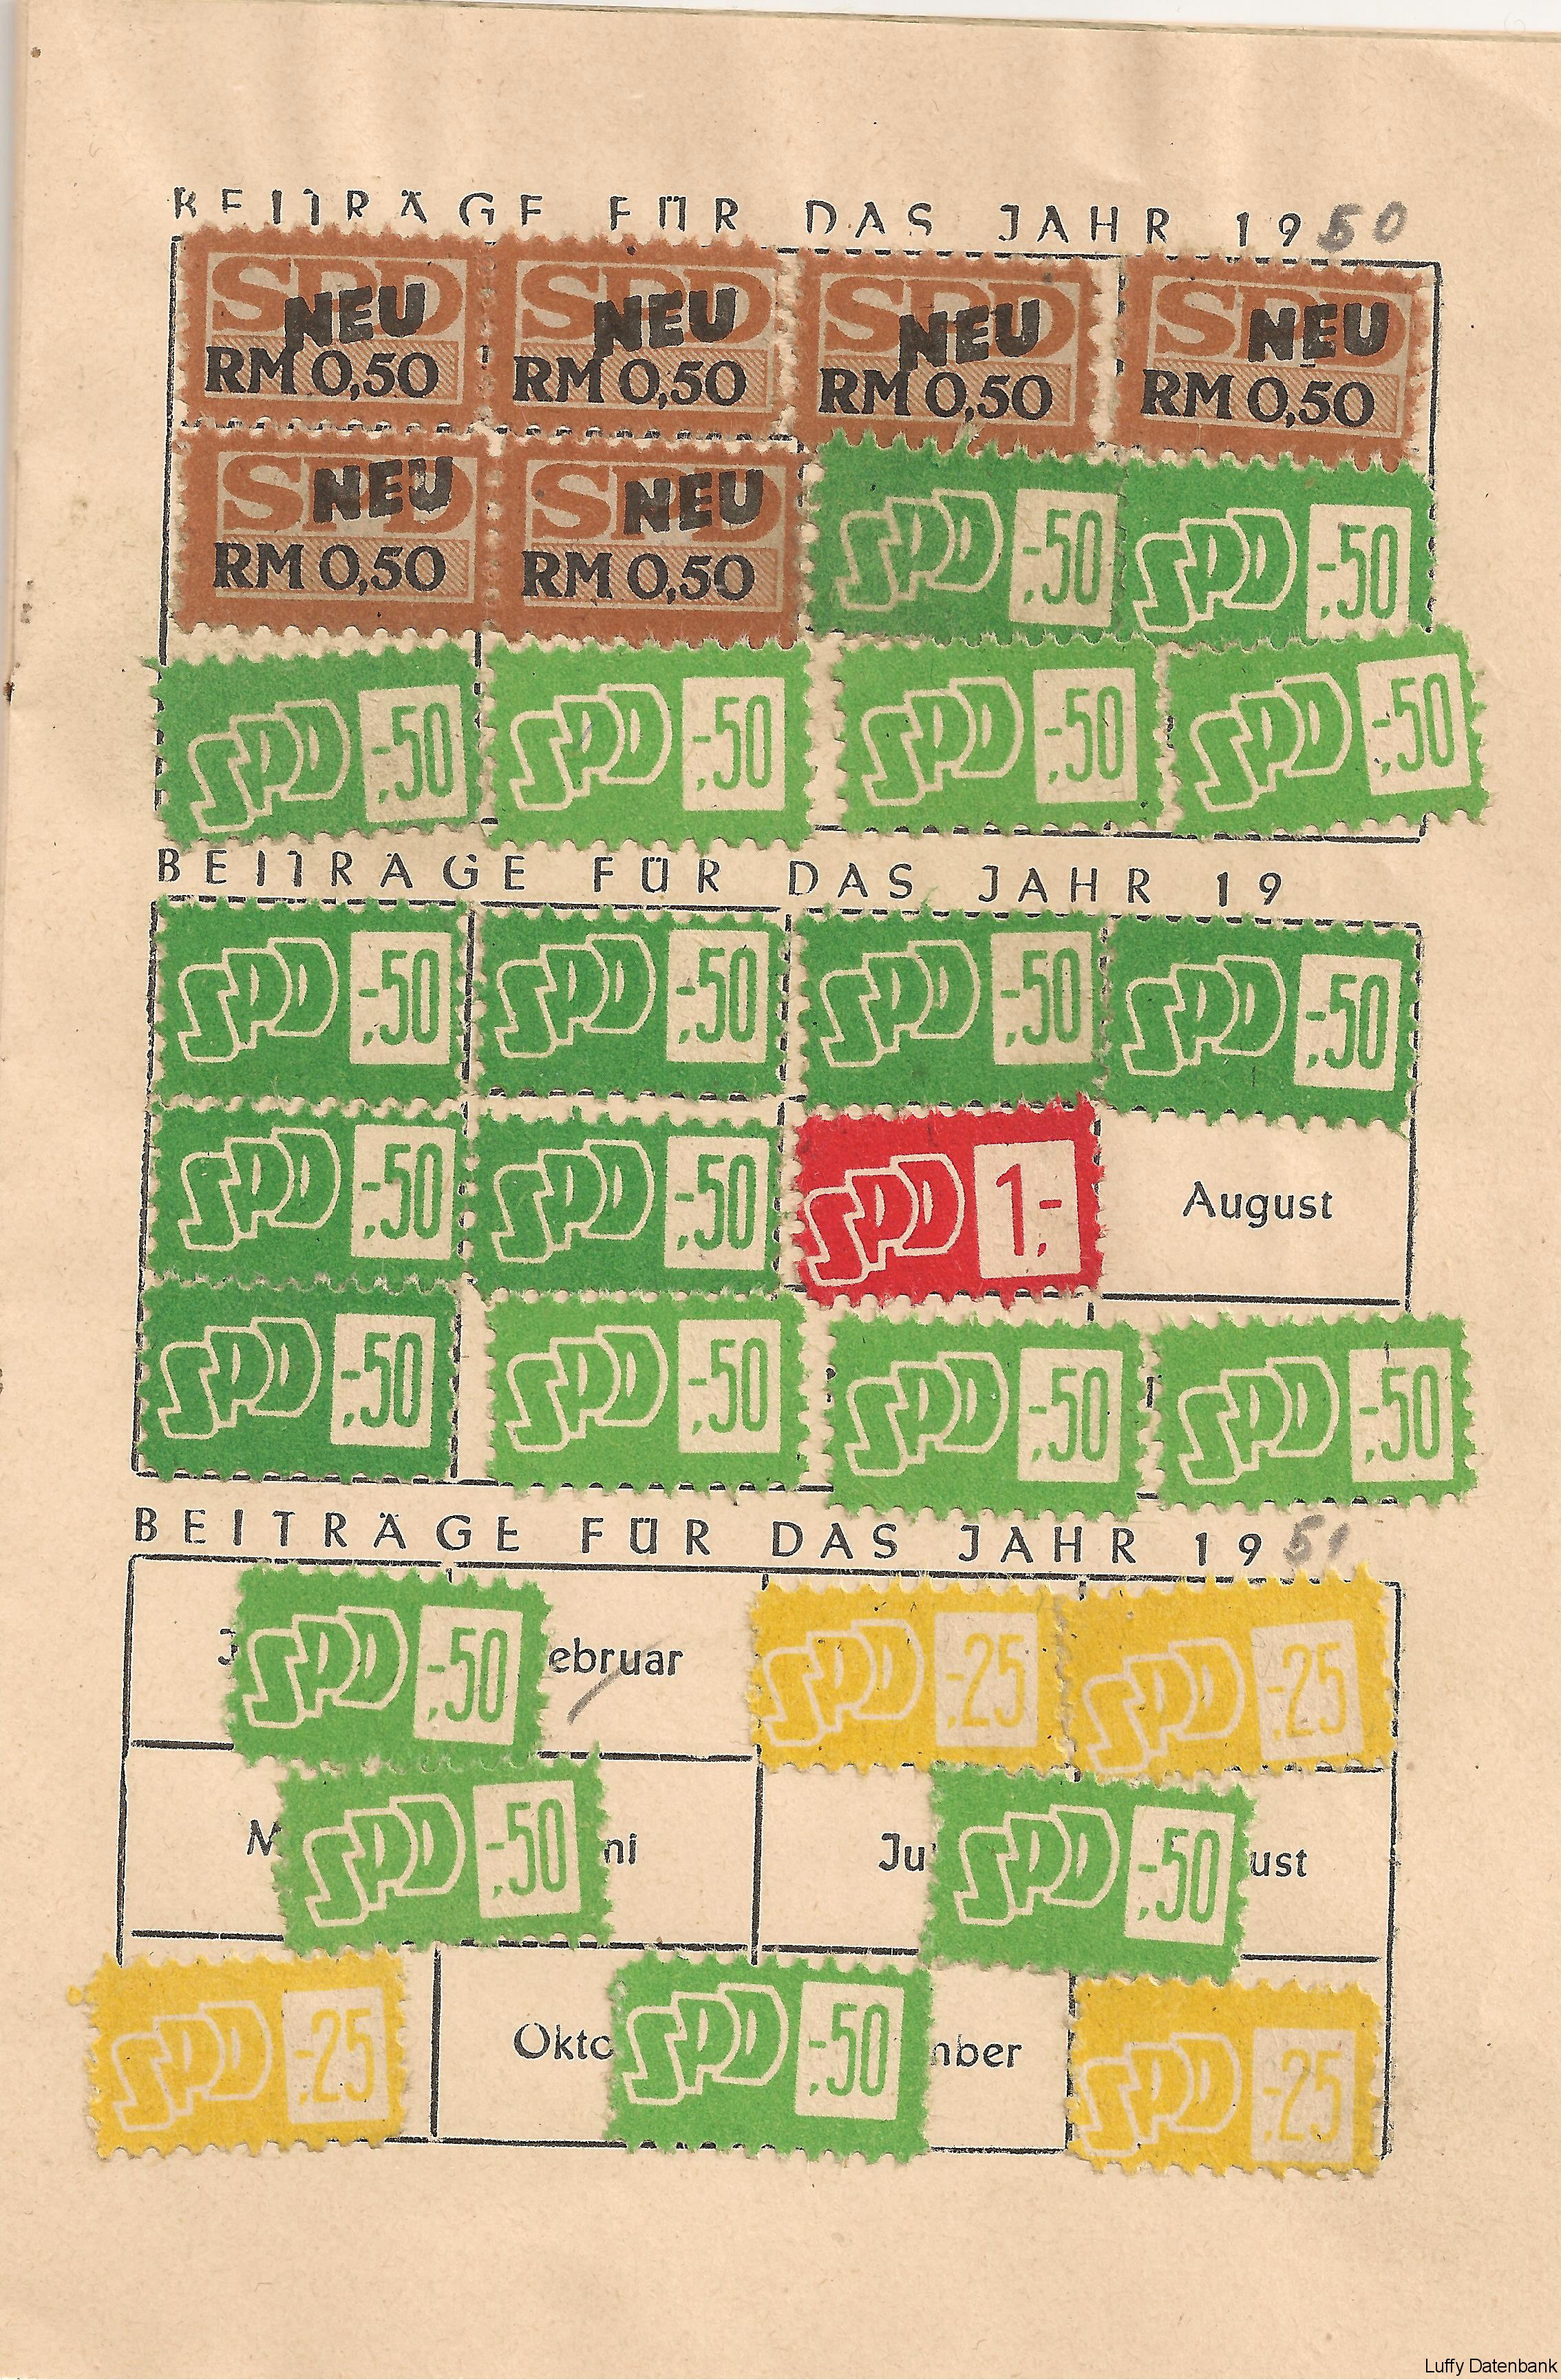 BEITRÄGE FÜR DAS JAHR 1950
SPD NEU RM 0,50 SPD NEU RM 0,50 SPD NEU RM 0,50 SPD NEU RM 0,50
SPD NEU RM 0,50 SPD NEU RM 0,50 SPD -,50 SPD -,50
SPD -,50 SPD -,50 SPD -,50 SPD -,50
BEITRÄGE FÜR DAS JAHR 19
SPD -,50 SPD -,50 SPD -,50 SPD -,50
SPD -,50 SPD -,50 SPD 1,- August
SPD -,50 SPD -,50 SPD -,50 SPD -,50
BEITRÄGE FÜR DAS JAHR 1951
J SPD -,50 ebruar SPD -,25 SPD -,25
M SPD -,50 ni Ju SPD -,50 ust
SPD -,25 Okto SPD -,50 mber SPD -,25
Luffy Datenbank